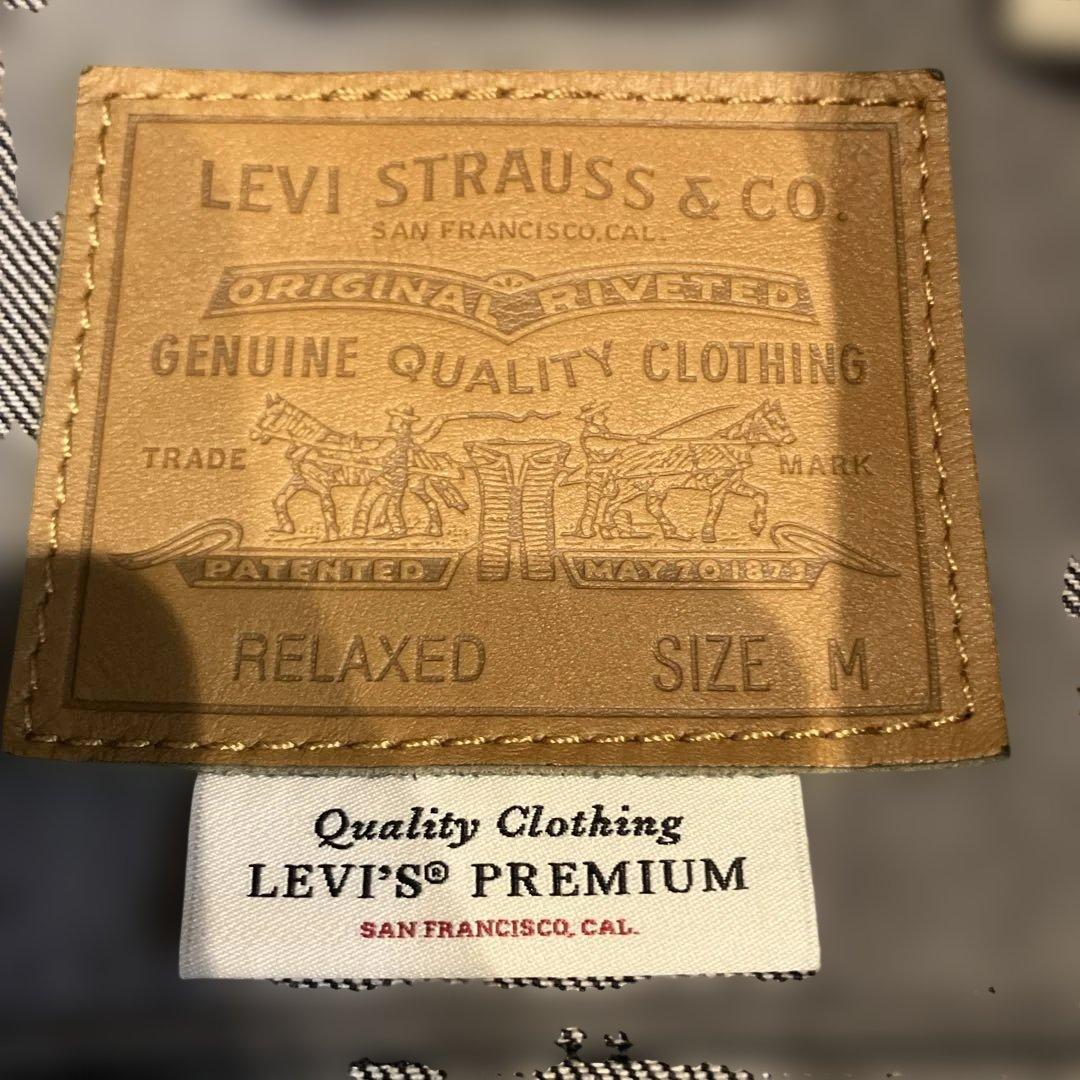 LEVI STRAUSS & CO.
SAN FRANCISCO, CAL.
ORIGINAL RIVETED
GENUINE QUALITY CLOTHING
TRADE MARK
PATENTED MAY 20 1873
RELAXED SIZE M
Quality Clothing
LEVI'S® PREMIUM
SAN FRANCISCO, CAL.